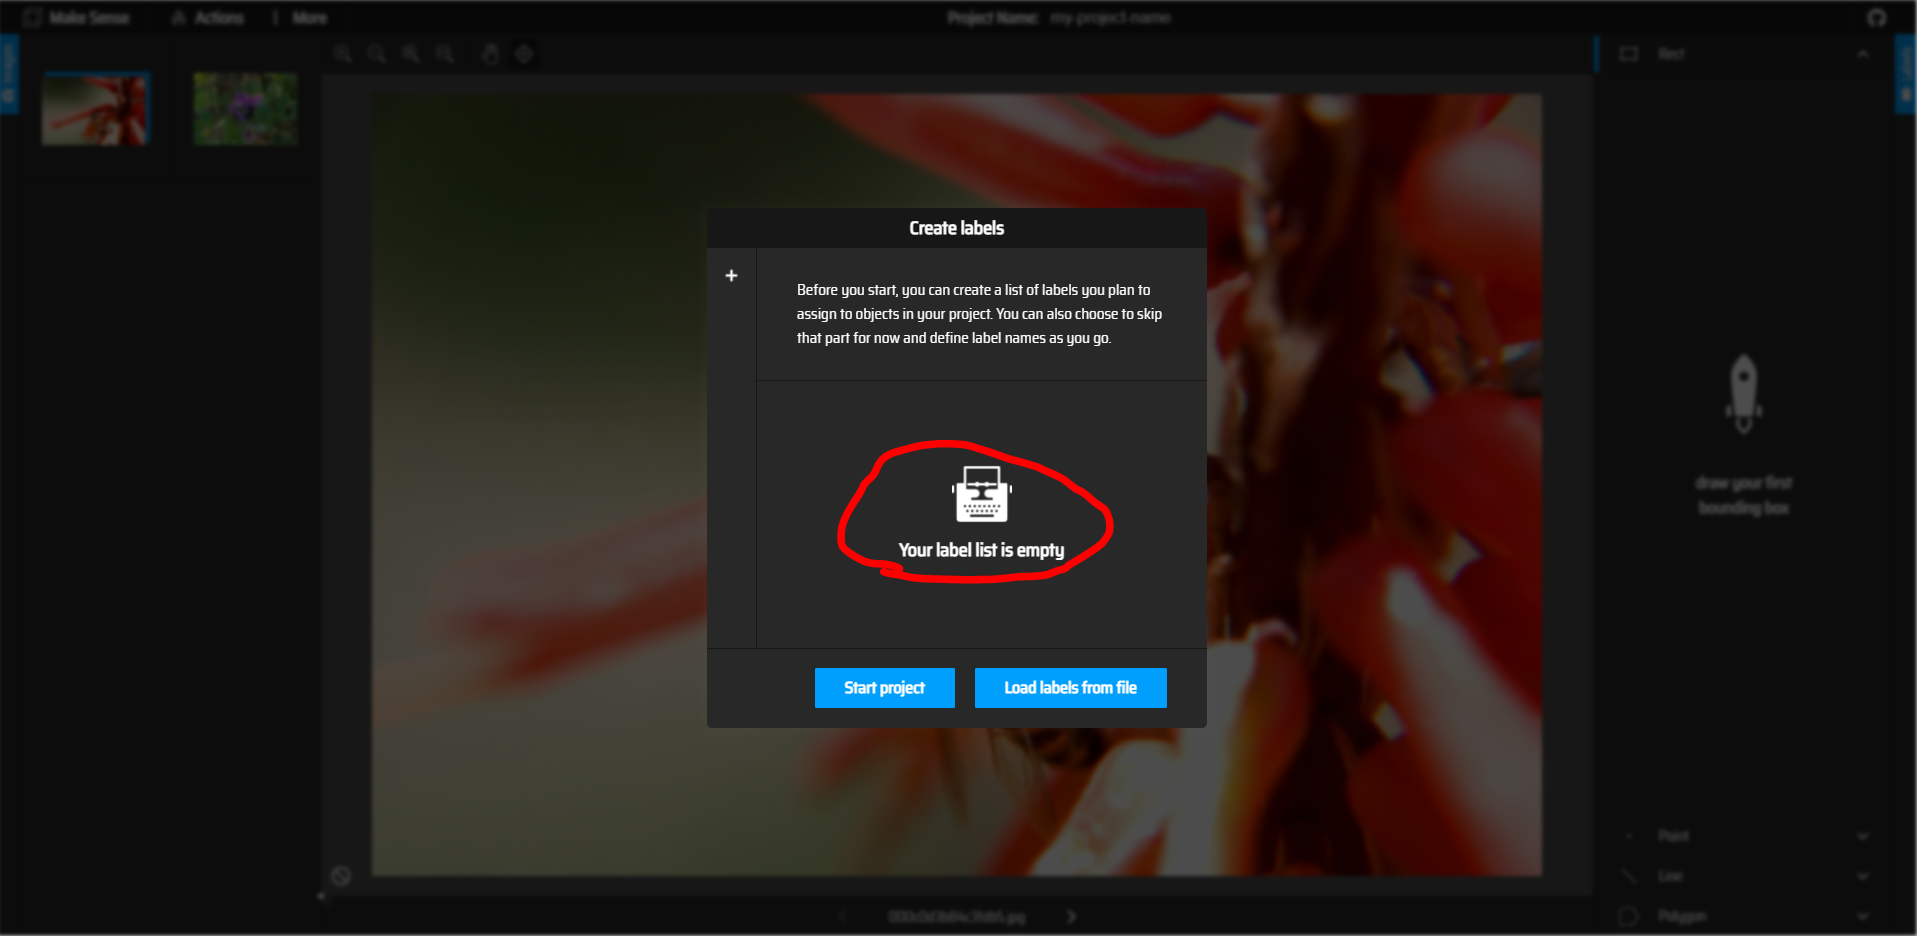 Make Sense
Actions
More
Project Name: my-project-name
Rect
Create labels
+
Before you start, you can create a list of labels you plan to
assign to objects in your project. You can also choose to skip
that part for now and define label names as you go.
Your label list is empty
draw your first
bounding box
Start project
Load labels from file
Point
Line
Polygon